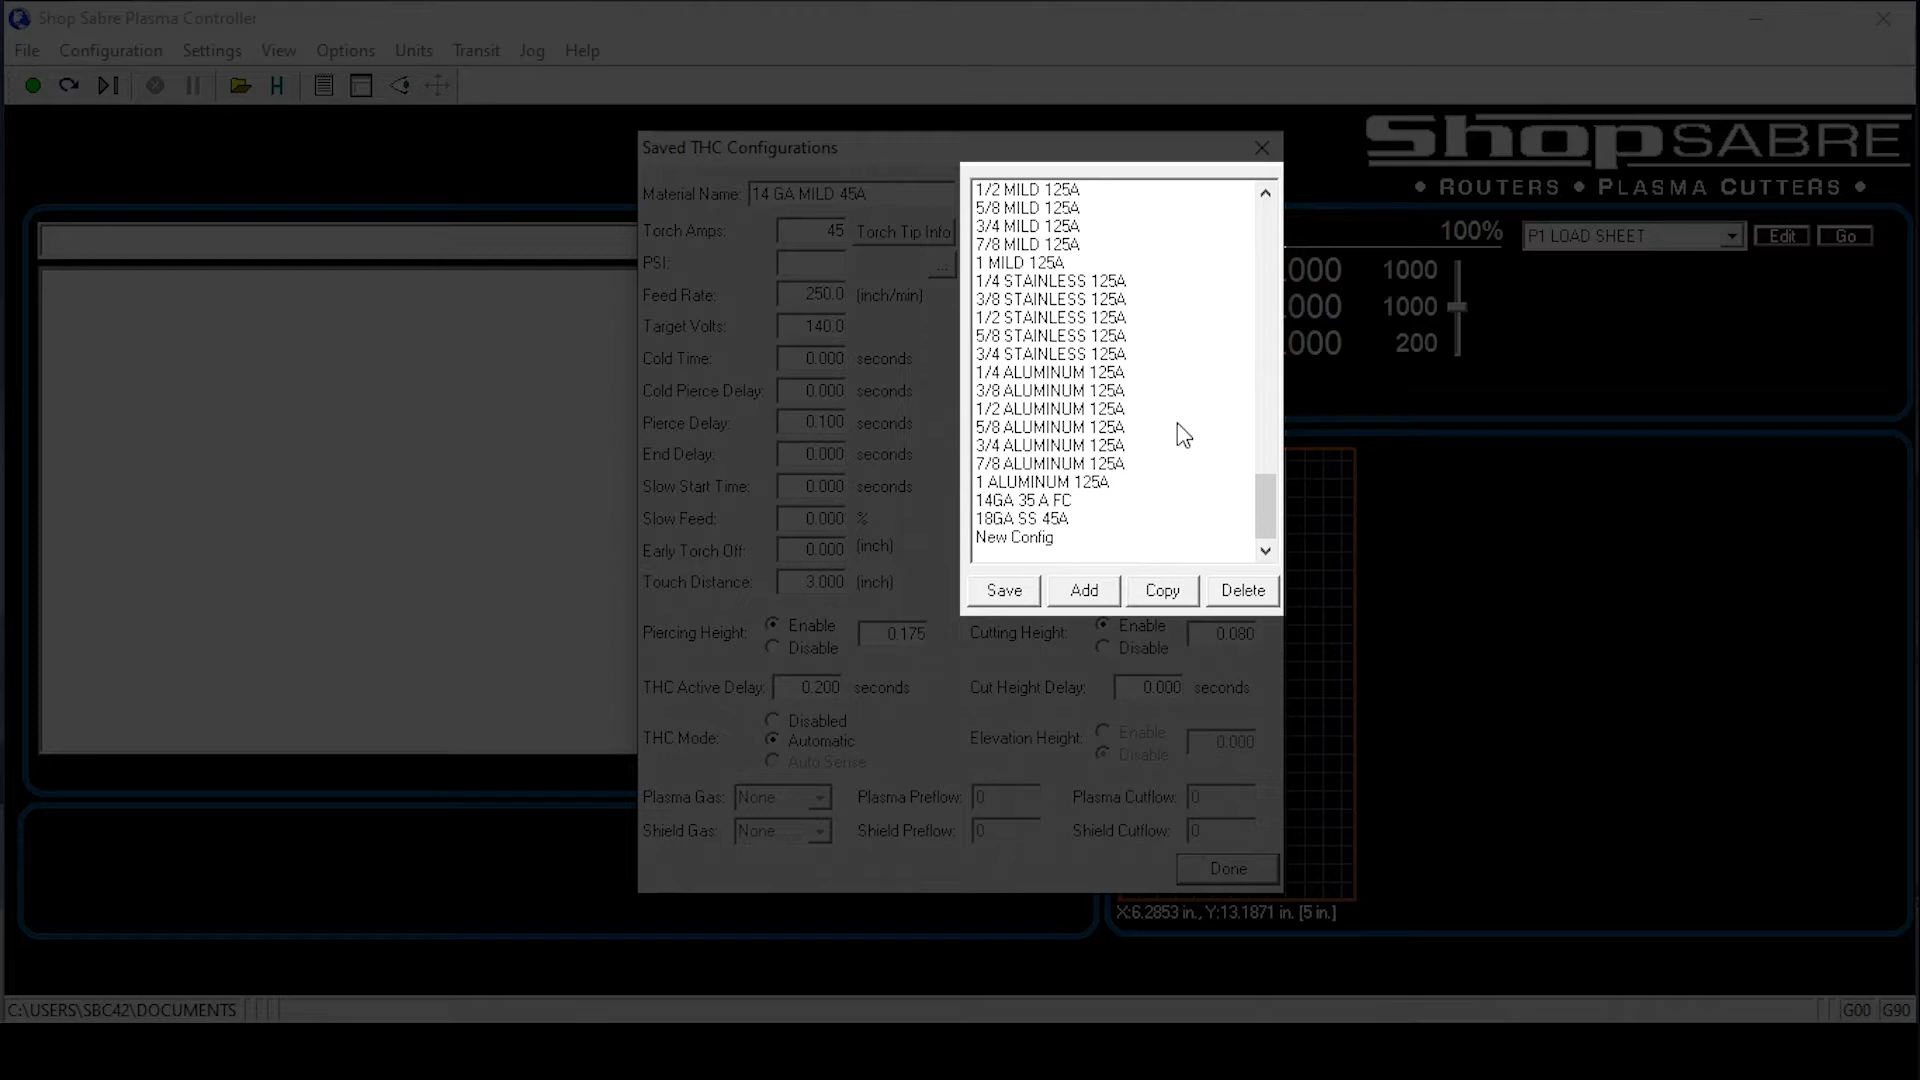 Shop Sabre Plasma Controller
File Configuration Settings View Options Units Transit Jog Help
H
Shop SABRE
• ROUTERS • PLASMA CUTTERS •
100%
P1 LOAD SHEET
Edit
Go
.000 1000
.000 1000
.000 200
Saved THC Configurations
Material Name: 14 GA MILD 45A
Torch Amps: 45 Torch Tip Info
PSI: ...
Feed Rate: 250.0 (inch/min)
Target Volts: 140.0
Cold Time: 0.000 seconds
Cold Pierce Delay: 0.000 seconds
Pierce Delay: 0.100 seconds
End Delay: 0.000 seconds
Slow Start Time: 0.000 seconds
Slow Feed: 0.000 %
Early Torch Off: 0.000 (inch)
Touch Distance: 3.000 (inch)
1/2 MILD 125A
5/8 MILD 125A
3/4 MILD 125A
7/8 MILD 125A
1 MILD 125A
1/4 STAINLESS 125A
3/8 STAINLESS 125A
1/2 STAINLESS 125A
5/8 STAINLESS 125A
3/4 STAINLESS 125A
1/4 ALUMINUM 125A
3/8 ALUMINUM 125A
1/2 ALUMINUM 125A
5/8 ALUMINUM 125A
3/4 ALUMINUM 125A
7/8 ALUMINUM 125A
1 ALUMINUM 125A
14GA 35 A FC
18GA SS 45A
New Config
Save Add Copy Delete
Piercing Height: Enable Disable 0.175
Cutting Height: Enable Disable 0.080
THC Active Delay: 0.200 seconds
Cut Height Delay: 0.000 seconds
THC Mode: Disabled Automatic Auto Sense
Elevation Height: Enable Disable 0.000
Plasma Gas: None Plasma Preflow: 0 Plasma Cutflow: 0
Shield Gas: None Shield Preflow: 0 Shield Cutflow: 0
Done
X:6.2853 in., Y:13.1871 in. [5 in.]
C:\USERS\SBC42\DOCUMENTS
G00 G90